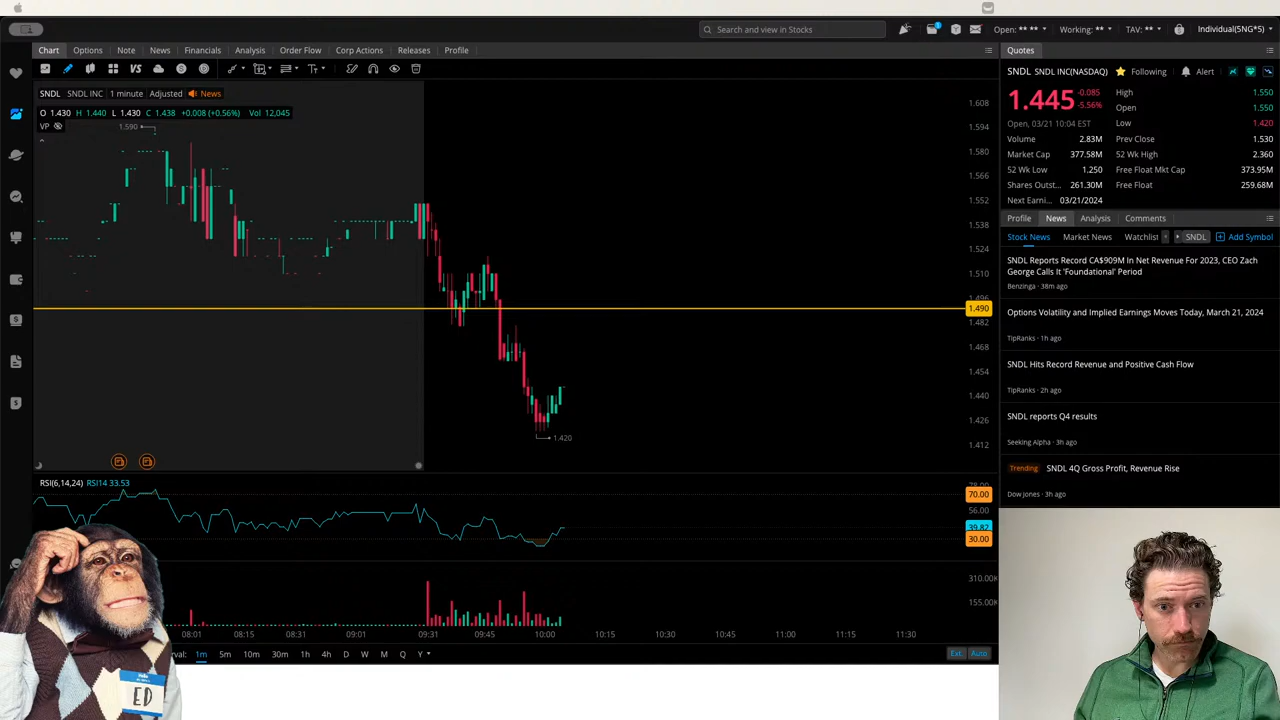 Search and view in Stocks
1
Open: ** **
Working: **
TAV: **
Individual(5NG*5)
Chart Options Note News Financials Analysis Order Flow Corp Actions Releases Profile
VS
SNDL SNDL INC 1 minute Adjusted News
O 1.430 H 1.440 L 1.430 C 1.438 +0.008 (+0.56%) Vol 12,045
VP
1.590
1.420
1.608
1.594
1.580
1.566
1.552
1.538
1.524
1.510
1.496
1.490
1.482
1.468
1.454
1.440
1.426
1.412
RSI(6,14,24) RSI14 33.53
78.00
70.00
56.00
39.82
30.00
310.00K
155.00K
08:01 08:15 08:31 09:01 09:31 09:45 10:00 10:15 10:30 10:45 11:00 11:15 11:30
rval: 1m 5m 10m 30m 1h 4h D W M Q Y
Ext Auto
Quotes
SNDL SNDL INC(NASDAQ) Following Alert
1.445 -0.085
-5.56%
Open, 03/21 10:04 EST
High 1.550
Open 1.550
Low 1.420
Volume 2.83M Prev Close 1.530
Market Cap 377.58M 52 Wk High 2.360
52 Wk Low 1.250 Free Float Mkt Cap 373.95M
Shares Outst... 261.30M Free Float 259.68M
Next Earni... 03/21/2024
Profile News Analysis Comments
Stock News Market News Watchlist SNDL Add Symbol
SNDL Reports Record CA$909M In Net Revenue For 2023, CEO Zach
George Calls It 'Foundational' Period
Benzinga · 38m ago
Options Volatility and Implied Earnings Moves Today, March 21, 2024
TipRanks · 1h ago
SNDL Hits Record Revenue and Positive Cash Flow
TipRanks · 2h ago
SNDL reports Q4 results
Seeking Alpha · 3h ago
Trending SNDL 4Q Gross Profit, Revenue Rise
Dow Jones · 3h ago
Hello
ED